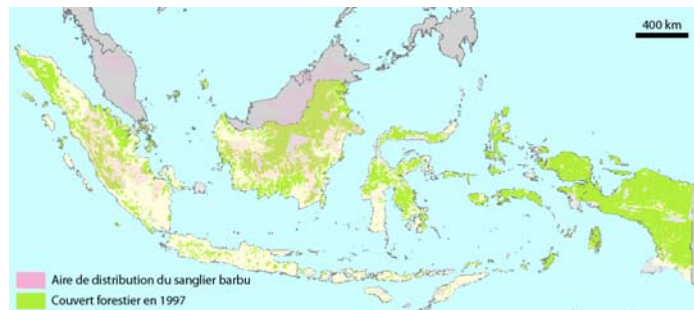 400 km
Aire de distribution du sanglier barbu
Couvert forestier en 1997